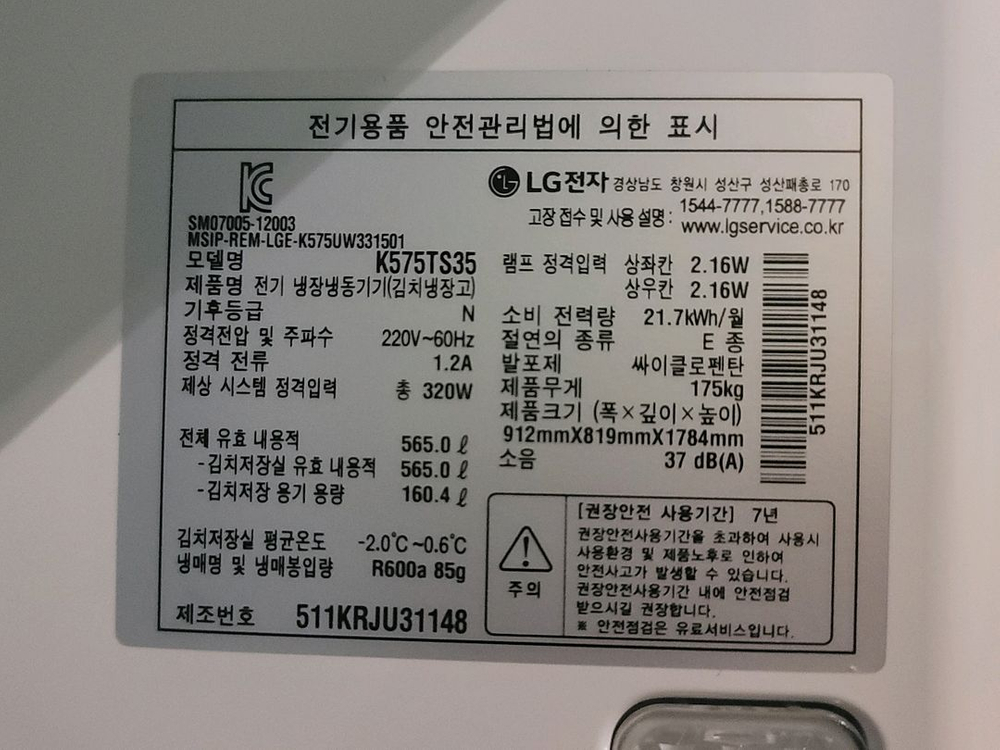 전기용품 안전관리법에 의한 표시
SM07005-12003
MSIP-REM-LGE-K575UW331501
LG전자 경상남도 창원시 성산구 성산패총로 170
고장 접수 및 사용 설명 : 1544-7777,1588-7777
www.lgservice.co.kr
모델명 K575TS35
제품명 전기 냉장냉동기기(김치냉장고)
기후등급 N
정격전압 및 주파수 220V~60Hz
정격 전류 1.2A
제상 시스템 정격입력 총 320W
전체 유효 내용적 565.0 ℓ
-김치저장실 유효 내용적 565.0 ℓ
-김치저장 용기 용량 160.4 ℓ
김치저장실 평균온도 -2.0℃~0.6℃
냉매명 및 냉매봉입량 R600a 85g
제조번호 511KRJU31148
램프 정격입력 상좌칸 2.16W
상우칸 2.16W
소비 전력량 21.7kWh/월
절연의 종류 E 종
발포제 싸이클로펜탄
제품무게 175kg
제품크기 (폭×깊이×높이)
912mmX819mmX1784mm
소음 37 dB(A)
511KRJU31148
주의
[권장안전 사용기간] 7년
권장안전사용기간을 초과하여 사용시
사용환경 및 제품노후로 인하여
안전사고가 발생할 수 있습니다.
권장안전사용기간 내에 안전점검
받으시길 권장합니다.
※ 안전점검은 유료서비스입니다.